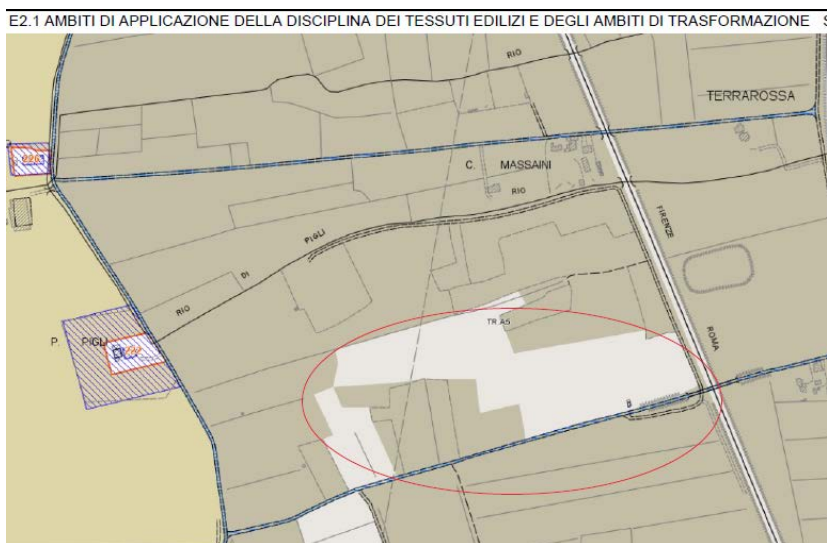 E2.1 AMBITI DI APPLICAZIONE DELLA DISCIPLINA DEI TESSUTI EDILIZI E DEGLI AMBITI DI TRASFORMAZIONE S
RIO
TERRAROSSA
C. MASSAINI
RIO
FIRENZE
PIGLI
DI
RIO
TR.A5
P. PIGLI
ROMA